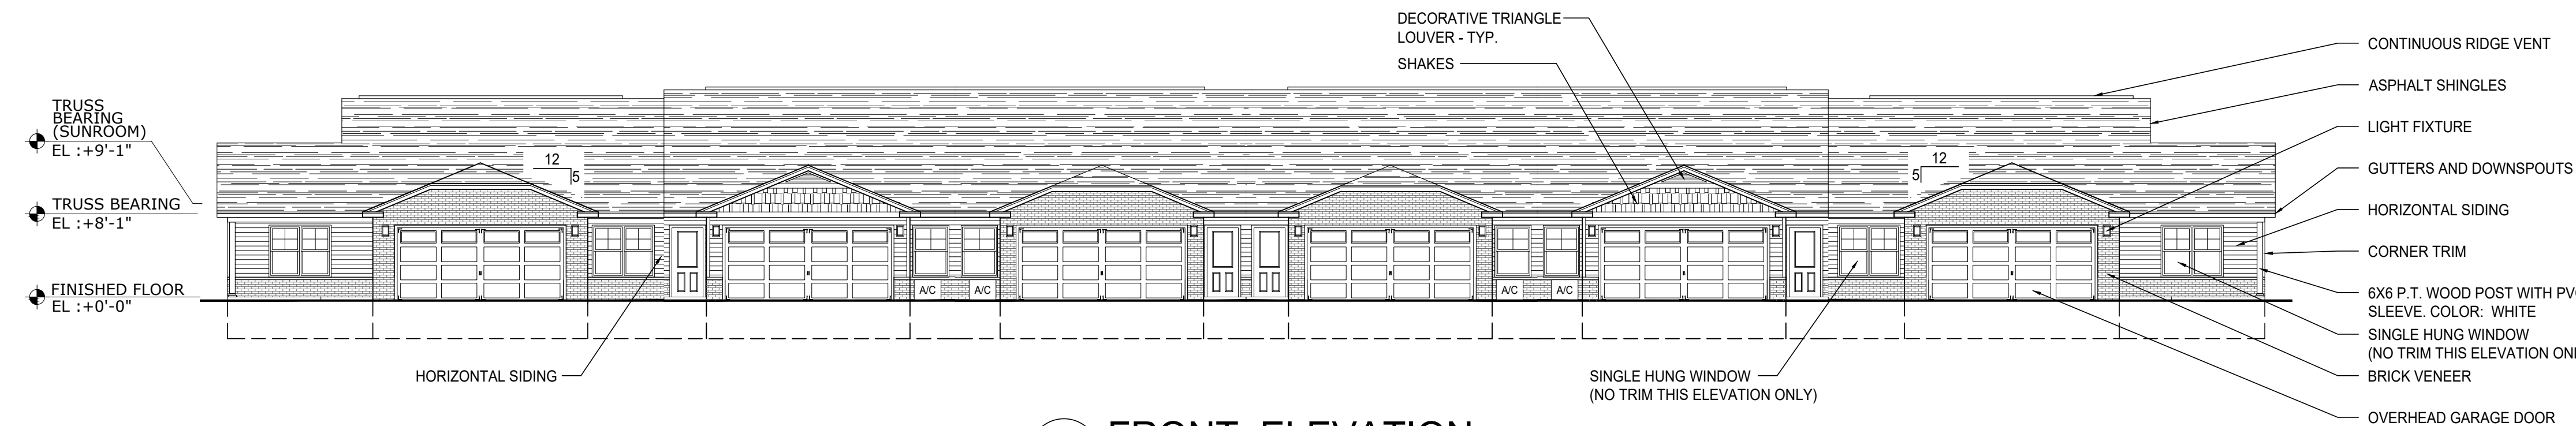 DECORATIVE TRIANGLE
LOUVER - TYP.
SHAKES
CONTINUOUS RIDGE VENT
ASPHALT SHINGLES
LIGHT FIXTURE
GUTTERS AND DOWNSPOUTS
HORIZONTAL SIDING
CORNER TRIM
6X6 P.T. WOOD POST WITH
SLEEVE. COLOR: WHITE
SINGLE HUNG WINDOW
(NO TRIM THIS ELEVATION
BRICK VENEER
OVERHEAD GARAGE DOOR
TRUSS
BEARING
(SUNROOM)
EL :+9'-1"
TRUSS BEARING
EL :+8'-1"
FINISHED FLOOR
EL :+0'-0"
12
5
12
5
A/C
A/C
A/C
A/C
HORIZONTAL SIDING
SINGLE HUNG WINDOW
(NO TRIM THIS ELEVATION ONLY)
FRONT ELEVATION